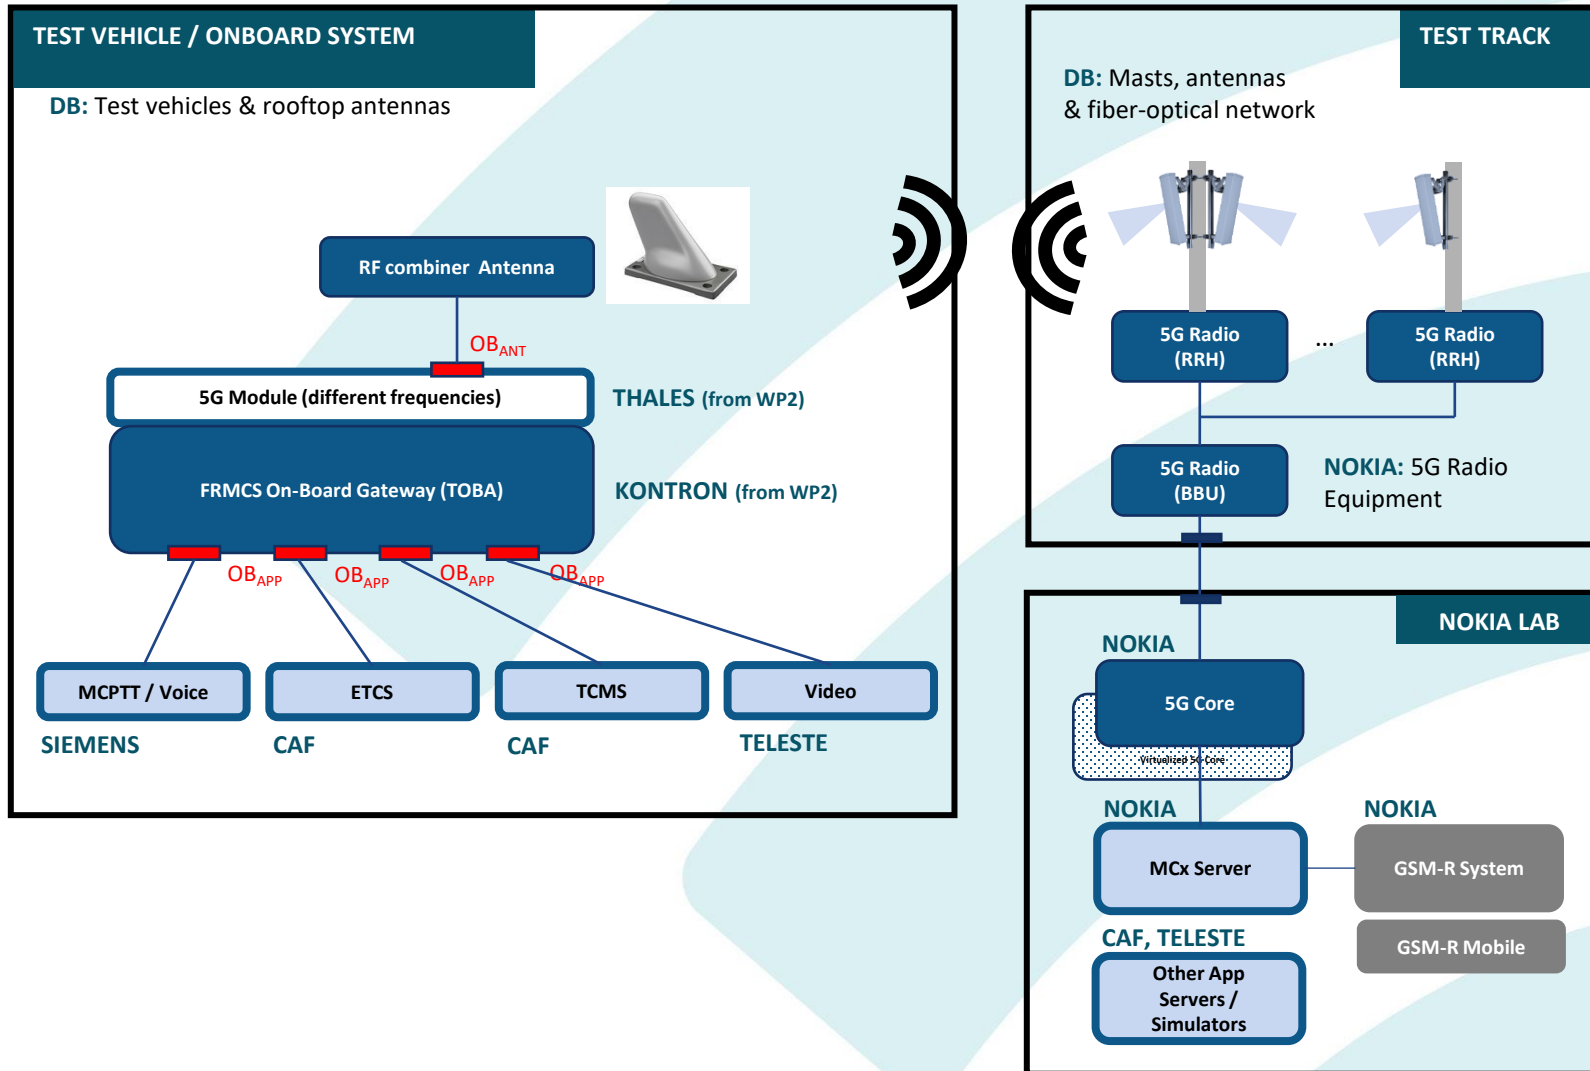 TEST VEHICLE / ONBOARD SYSTEM
DB: Test vehicles & rooftop antennas
RF combiner Antenna
OBANT
5G Module (different frequencies)
THALES (from WP2)
FRMCS On-Board Gateway (TOBA)
KONTRON (from WP2)
OBAPP
OBAPP
OBAPP
OBAPP
MCPTT / Voice
ETCS
TCMS
Video
SIEMENS
CAF
CAF
TELESTE
TEST TRACK
DB: Masts, antennas
& fiber-optical network
5G Radio
(RRH)
...
5G Radio
(RRH)
5G Radio
(BBU)
NOKIA: 5G Radio
Equipment
NOKIA LAB
NOKIA
5G Core
Virtualized 5G Core
NOKIA
MCx Server
NOKIA
GSM-R System
GSM-R Mobile
CAF, TELESTE
Other App
Servers /
Simulators